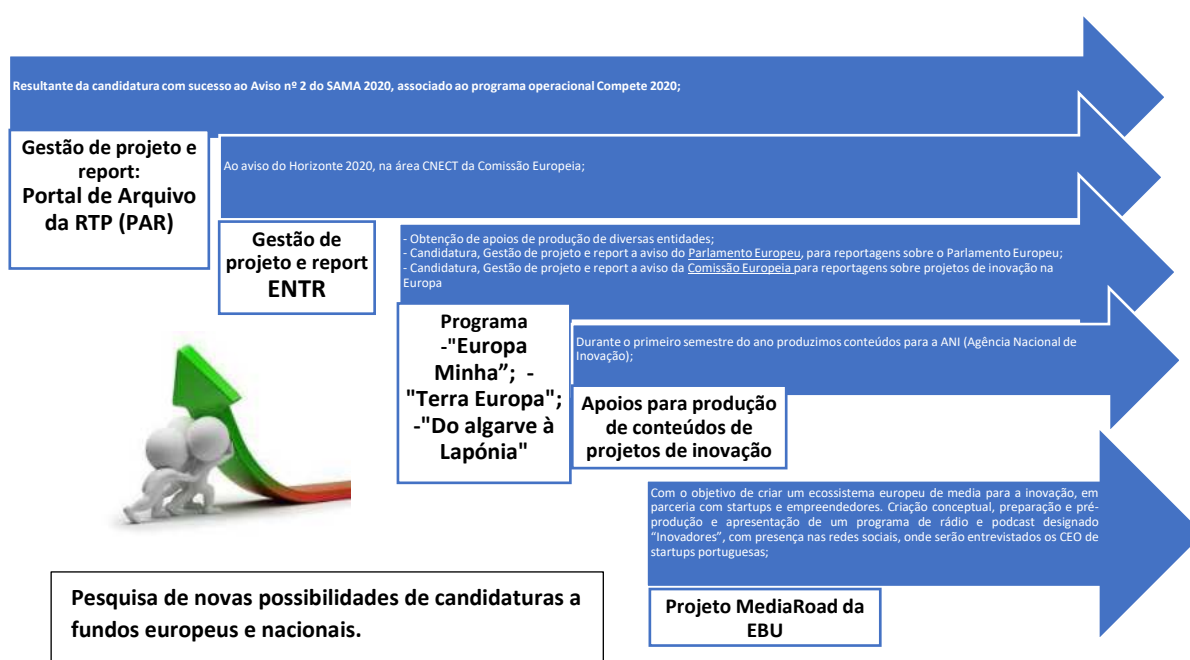 Resultante da candidatura com sucesso ao Aviso nº 2 do SAMA 2020, associado ao programa operacional Compete 2020;
Gestão de projeto e
report:
Portal de Arquivo
da RTP (PAR)
Ao aviso do Horizonte 2020, na área CNECT da Comissão Europeia;
Gestão de
projeto e report
ENTR
- Obtenção de apoios de produção de diversas entidades;
- Candidatura, Gestão de projeto e report a aviso do Parlamento Europeu, para reportagens sobre o Parlamento Europeu;
- Candidatura, Gestão de projeto e report a aviso da Comissão Europeia para reportagens sobre projetos de inovação na
Europa
Programa
-"Europa
Minha”; -
"Terra Europa";
-"Do algarve à
Lapónia"
Durante o primeiro semestre do ano produzimos conteúdos para a ANI (Agência Nacional de
Inovação);
Apoios para produção
de conteúdos de
projetos de inovação
Com o objetivo de criar um ecossistema europeu de media para a inovação, em
parceria com startups e empreendedores. Criação conceptual, preparação e pré-
produção e apresentação de um programa de rádio e podcast designado
“Inovadores”, com presença nas redes sociais, onde serão entrevistados os CEO de
startups portuguesas;
Projeto MediaRoad da
EBU
Pesquisa de novas possibilidades de candidaturas a
fundos europeus e nacionais.